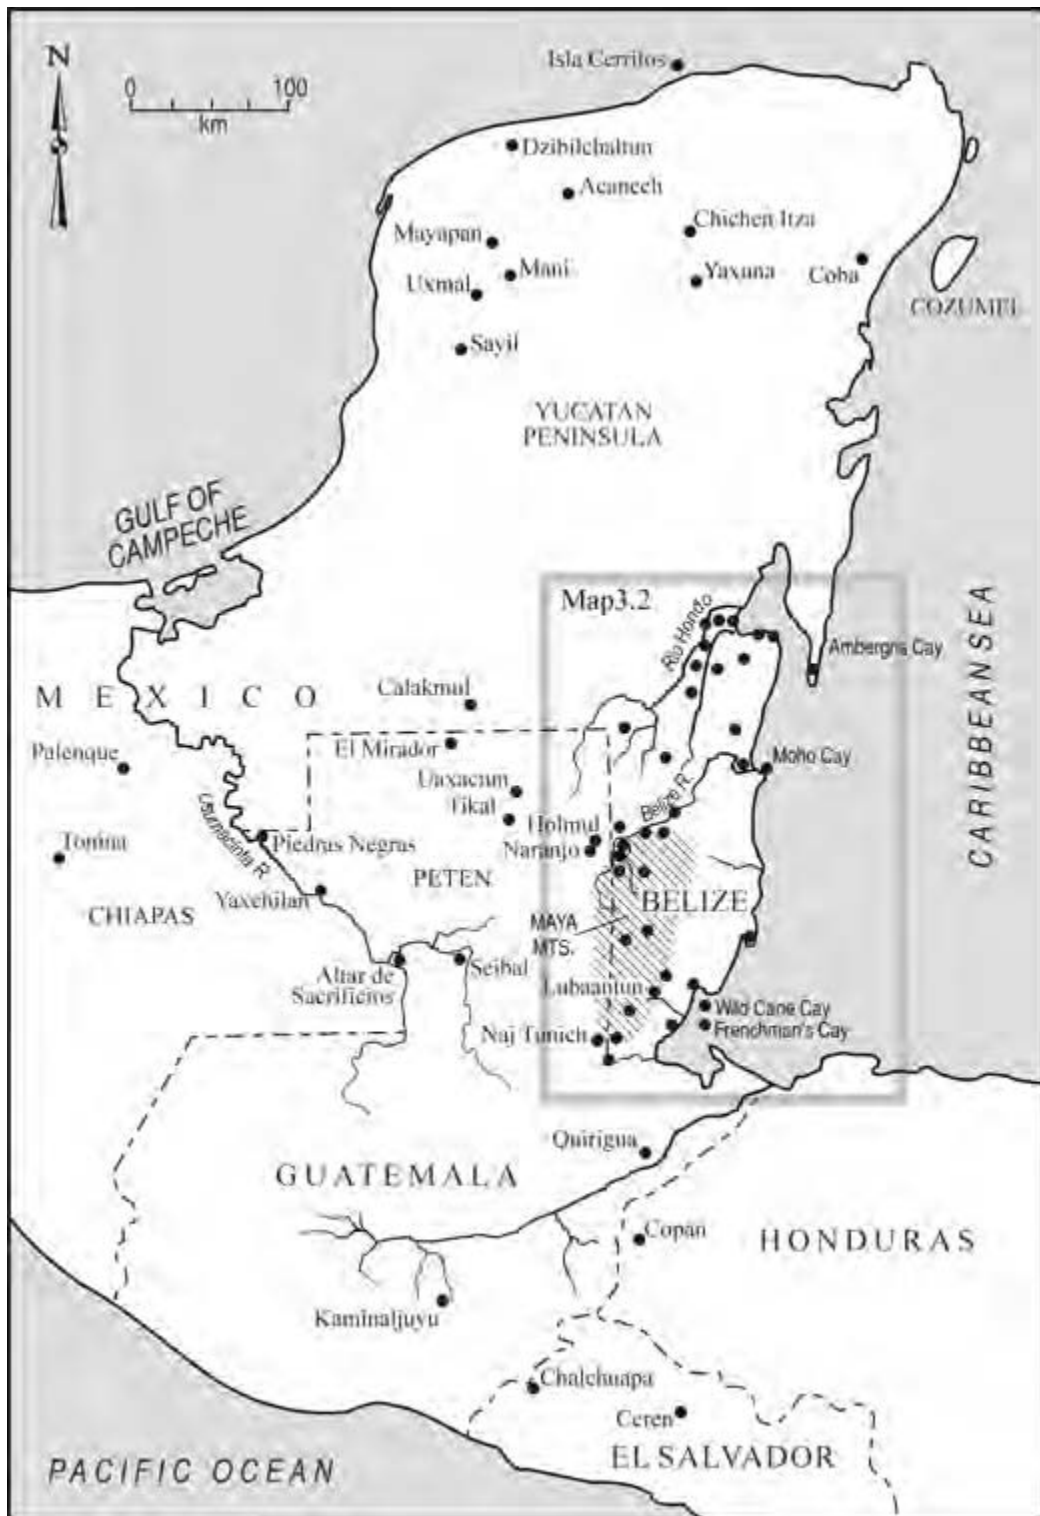 N
0 100
km
Isla Cerritos
Dzibilchaltun
Acanceh
Chichen Itza
Mayapan
Mani
Yaxuna
Coba
Uxmal
COZUMEL
Sayil
YUCATAN
PENINSULA
GULF OF
CAMPECHE
Map3.2
Rio Hondo
Ambergris Cay
CARIBBEANSEA
MEXICO
Calakmul
El Mirador
Palenque
Moho Cay
Uaxactun
Tikal
Belize R.
Usumacinta R
Holmul
Naranjo
Tonina
Piedras Negras
PETEN
BELIZE
Yaxchilan
CHIAPAS
MAYA
MTS.
Altar de
Sacrificios
Seibal
Lubaantun
Wild Cane Cay
Frenchman's Cay
Naj Tunich
Quirigua
GUATEMALA
Copan
HONDURAS
Kaminaljuyu
Chalchuapa
Ceren
EL SALVADOR
PACIFIC OCEAN